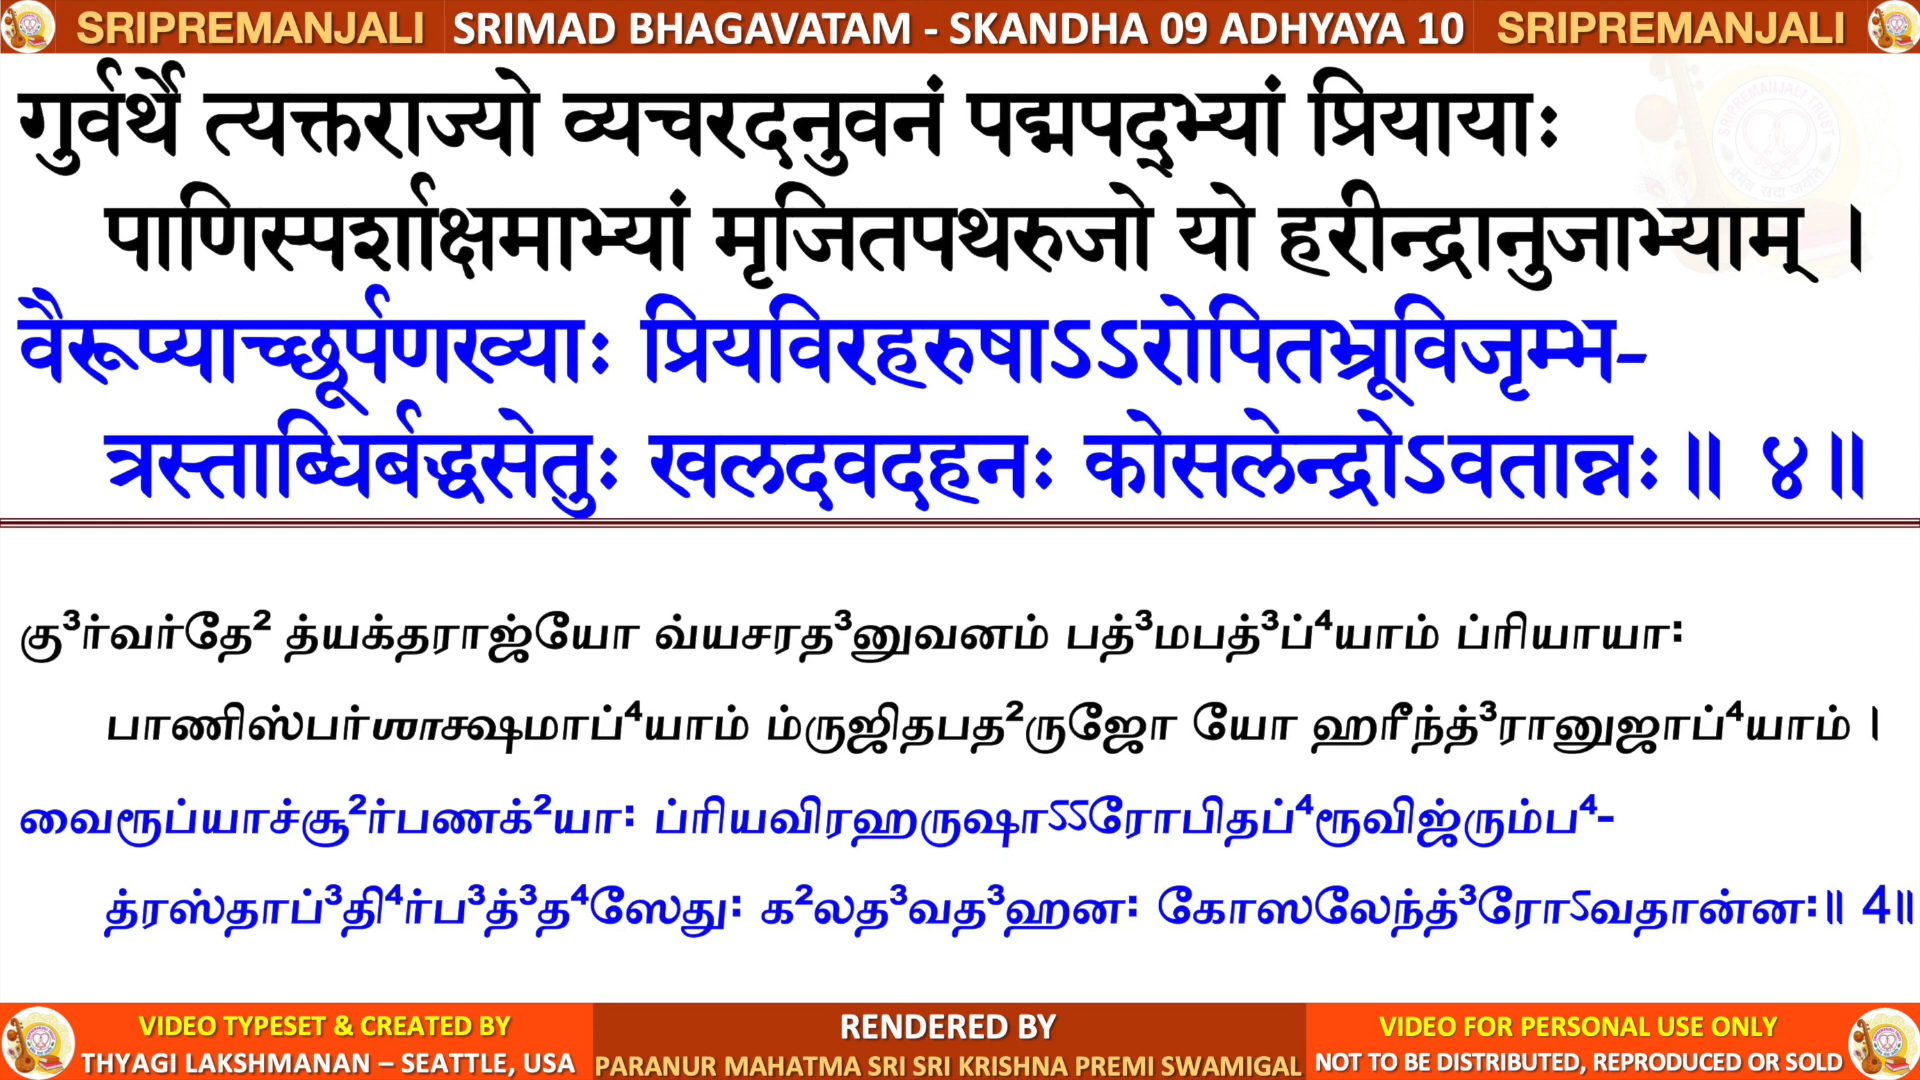 SRIPREMANJALI SRIMAD BHAGAVATAM - SKANDHA 09 ADHYAYA 10 SRIPREMANJALI
गुर्वर्थे त्यक्तराज्यो व्यचरदनुवनं पद्मपद्भ्यां प्रियायाः
पाणिस्पर्शाक्षमाभ्यां मृजितपथरुजो यो हरीन्द्रानुजाभ्याम् ।
वैरूप्याच्छूर्पणख्याः प्रियविरहरुषाऽऽरोपितभ्रूविजृम्भ-
त्रस्ताब्धिर्बद्धसेतुः खलदवदहनः कोसलेन्द्रोऽवतान्नः॥ ४॥
கு³ர்வர்தே² த்யக்தராஜ்யோ வ்யசரத³னுவனம் பத்³மபத்³ப்⁴யாம் ப்ரியாயா:
பாணிஸ்பர்ஶாக்ஷமாப்⁴யாம் ம்ருஜிதபத²ருஜோ யோ ஹரீந்த்³ரானுஜாப்⁴யாம் ।
வைரூப்யாச்சூ²ர்பணக்²யா: ப்ரியவிரஹருஷாऽऽரோபிதப்⁴ரூவிஜ்ரும்ப⁴-
த்ரஸ்தாப்³தி⁴ர்ப³த்³த⁴ஸேது: க²லத³வத³ஹன: கோஸலேந்த்³ரோऽவதான்ன:॥ 4॥
VIDEO TYPESET & CREATED BY RENDERED BY VIDEO FOR PERSONAL USE ONLY
THYAGI LAKSHMANAN – SEATTLE, USA PARANUR MAHATMA SRI SRI KRISHNA PREMI SWAMIGAL NOT TO BE DISTRIBUTED, REPRODUCED OR SOLD